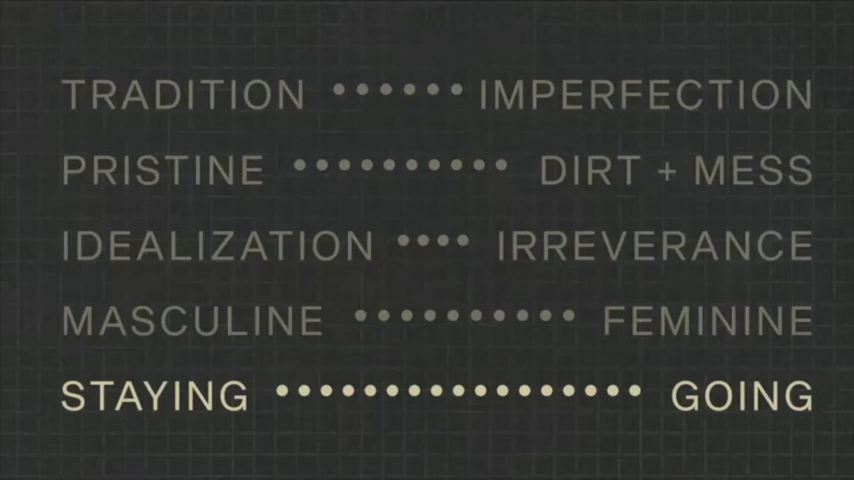 TRADITION •••••• IMPERFECTION
PRISTINE •••••••••• DIRT + MESS
IDEALIZATION •••• IRREVERANCE
MASCULINE •••••••••• FEMININE
STAYING ••••••••••••••••• GOING